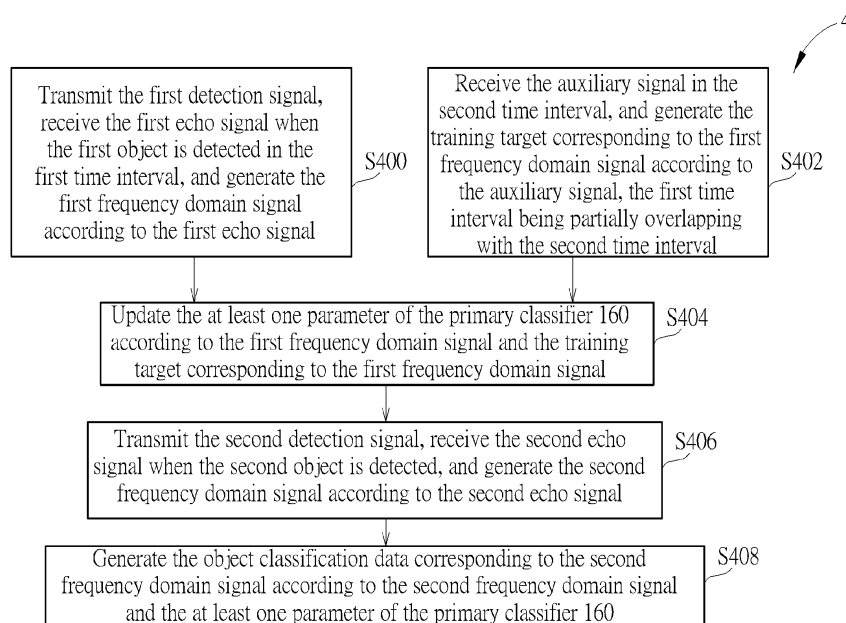 4
Transmit the first detection signal,
receive the first echo signal when
the first object is detected in the
first time interval, and generate the
first frequency domain signal
according to the first echo signal
S400
Receive the auxiliary signal in the
second time interval, and generate the
training target corresponding to the first
frequency domain signal according to
the auxiliary signal, the first time
interval being partially overlapping
with the second time interval
S402
Update the at least one parameter of the primary classifier 160
according to the first frequency domain signal and the training
target corresponding to the first frequency domain signal
S404
Transmit the second detection signal, receive the second echo
signal when the second object is detected, and generate the second
frequency domain signal according to the second echo signal
S406
Generate the object classification data corresponding to the second
frequency domain signal according to the second frequency domain signal
and the at least one parameter of the primary classifier 160
S408